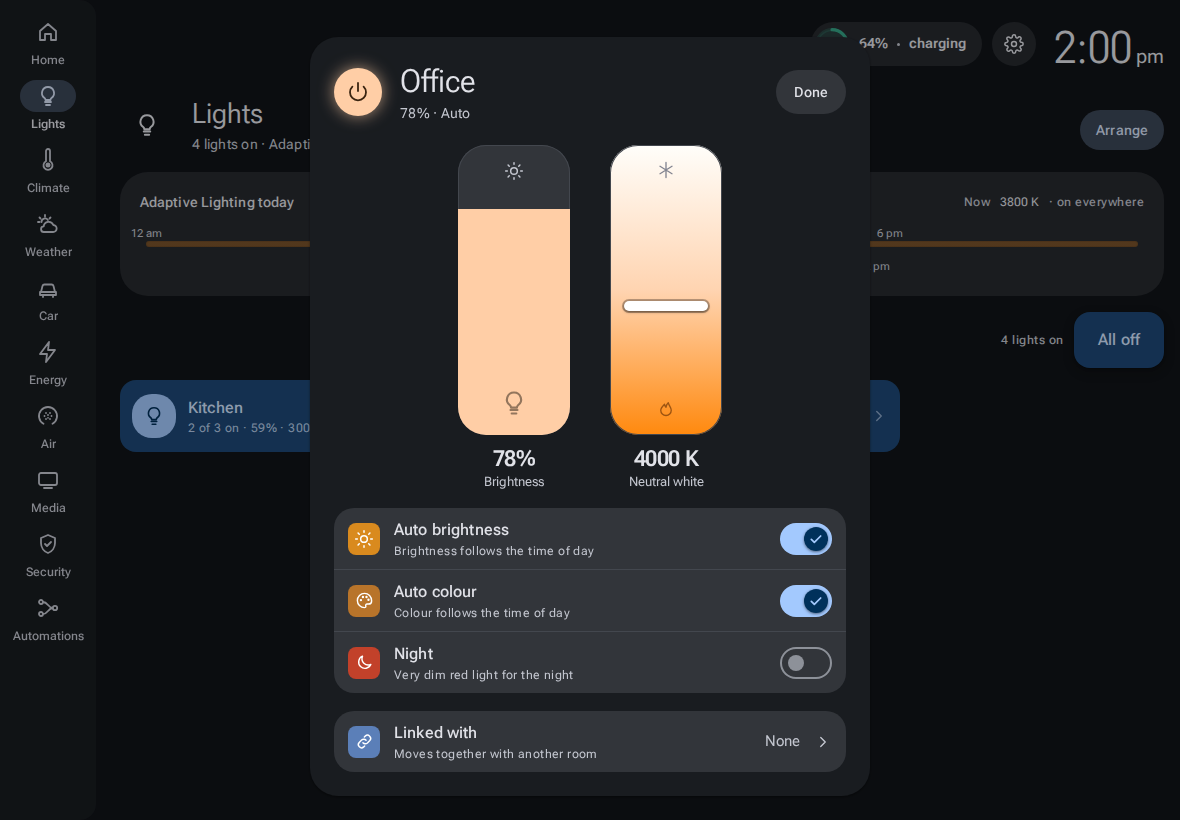 Home
Lights
Climate
Weather
Car
Energy
Air
Media
Security
Automations
64% · charging
2:00 pm
Lights
4 lights on · Adapti
Arrange
Adaptive Lighting today
Now 3800 K · on everywhere
12 am
6 pm
pm
4 lights on
All off
Kitchen
2 of 3 on · 59% · 300
Office
78% · Auto
Done
78%
Brightness
4000 K
Neutral white
Auto brightness
Brightness follows the time of day
Auto colour
Colour follows the time of day
Night
Very dim red light for the night
Linked with
Moves together with another room
None